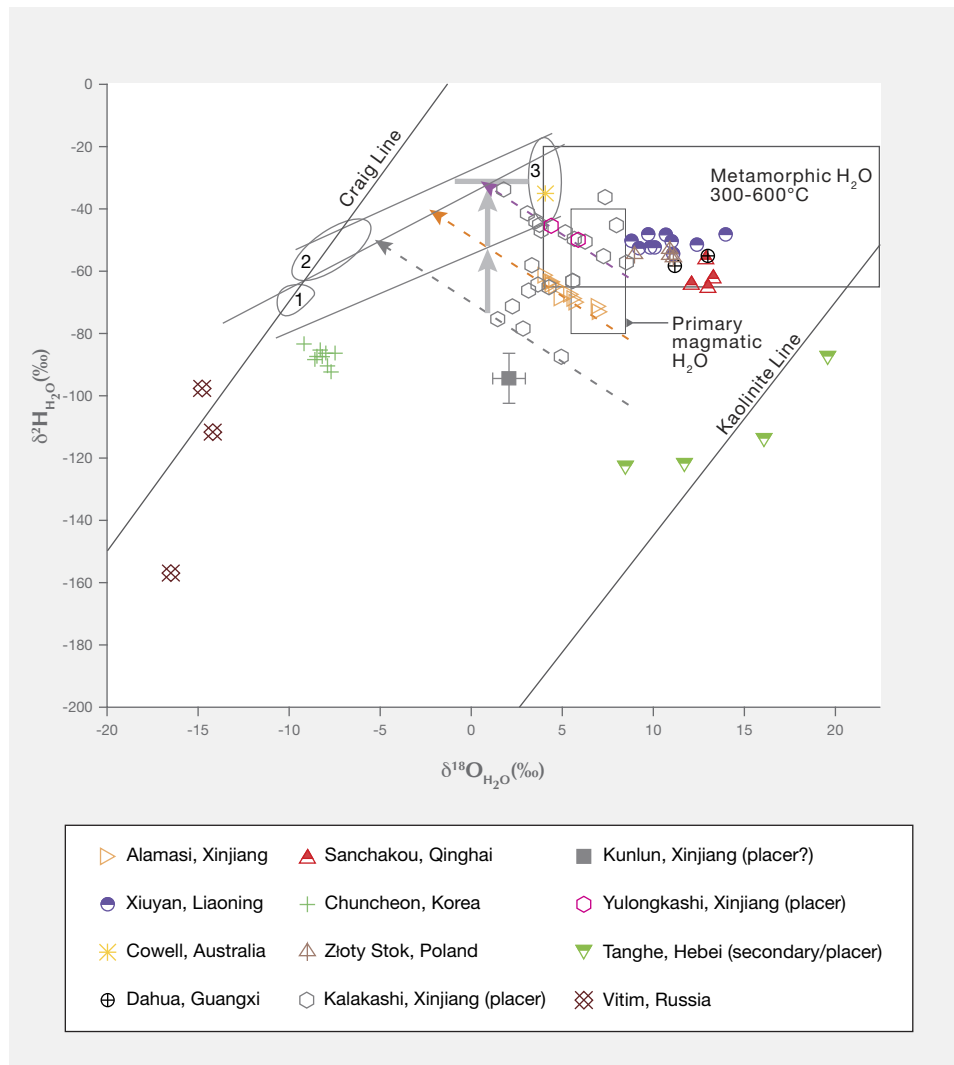 0
-20
-40
-60
-80
-100
-120
-140
-160
-180
-200
δ²H_H₂O(‰)
Craig Line
3
2
1
Metamorphic H₂O
300-600°C
Primary
magmatic
H₂O
Kaolinite Line
-20
-15
-10
-5
0
5
10
15
20
δ¹⁸O_H₂O(‰)
Alamasi, Xinjiang
Sanchakou, Qinghai
Kunlun, Xinjiang (placer?)
Xiuyan, Liaoning
Chuncheon, Korea
Yulongkashi, Xinjiang (placer)
Cowell, Australia
Złoty Stok, Poland
Tanghe, Hebei (secondary/placer)
Dahua, Guangxi
Kalakashi, Xinjiang (placer)
Vitim, Russia